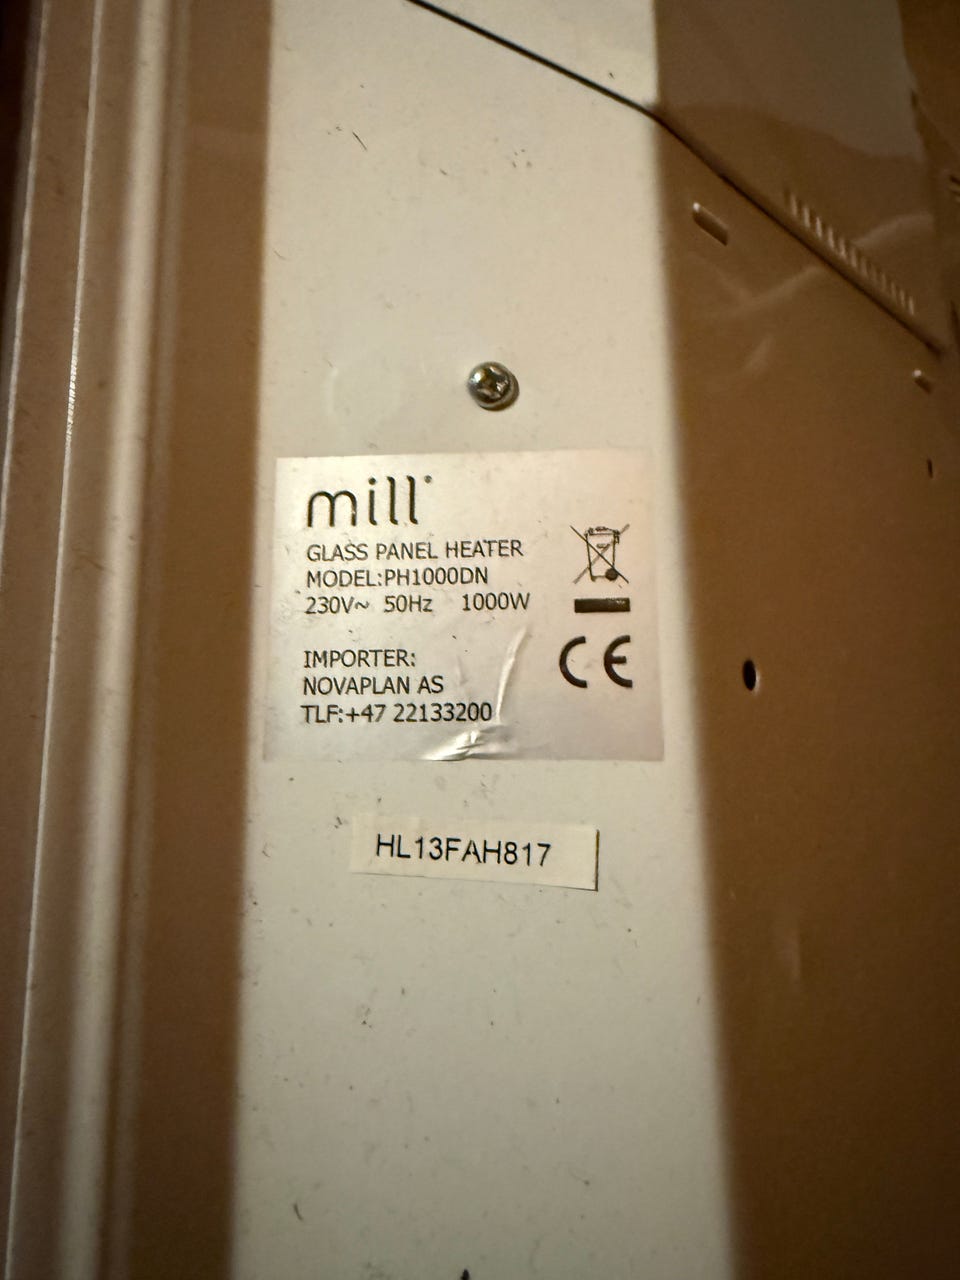 mill
GLASS PANEL HEATER
MODEL:PH1000DN
230V~ 50Hz 1000W
IMPORTER:
NOVAPLAN AS
TLF:+47 22133200
CE
HL13FAH817